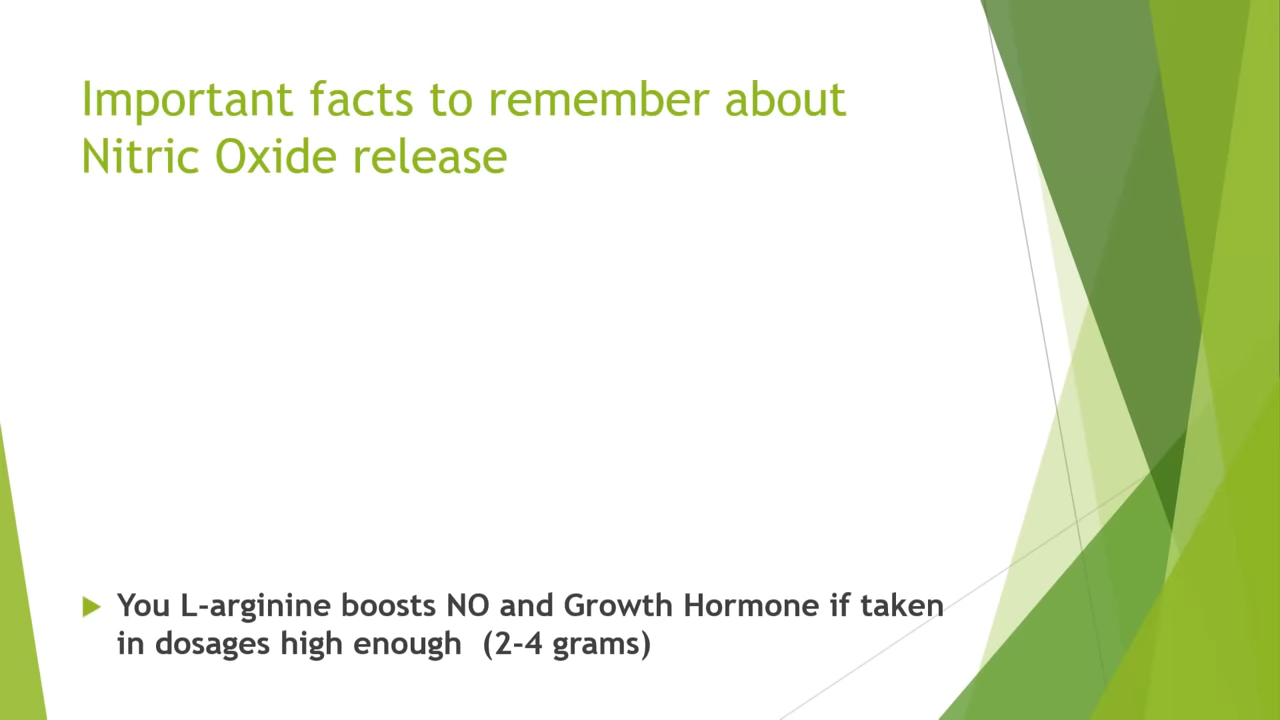 Important facts to remember about
Nitric Oxide release
You L-arginine boosts NO and Growth Hormone if taken
in dosages high enough  (2-4 grams)